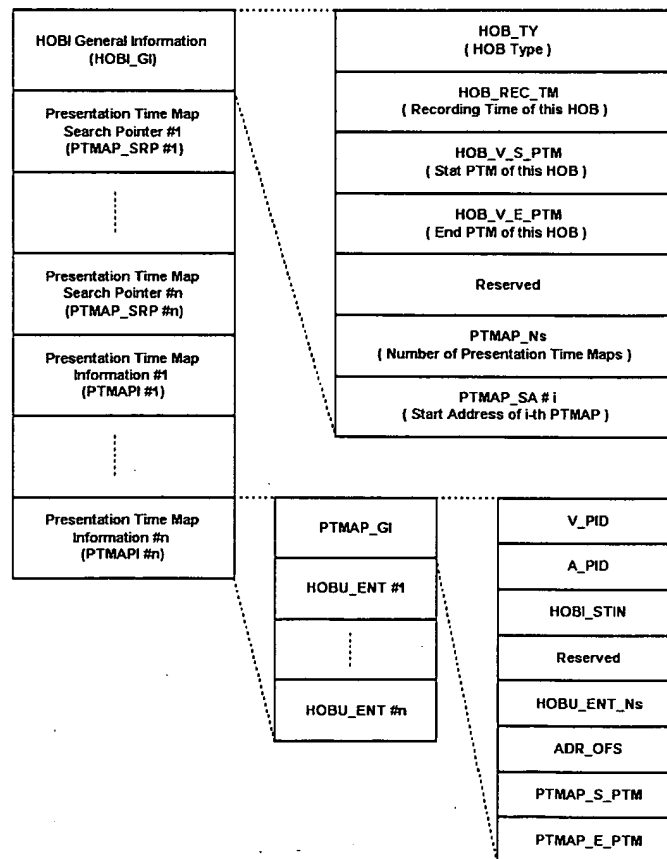 HOBI General Information
(HOBI_GI)
Presentation Time Map
Search Pointer #1
(PTMAP_SRP #1)
Presentation Time Map
Search Pointer #n
(PTMAP_SRP #n)
Presentation Time Map
Information #1
(PTMAPI #1)
Presentation Time Map
Information #n
(PTMAPI #n)
HOB_TY
( HOB Type )
HOB_REC_TM
( Recording Time of this HOB )
HOB_V_S_PTM
( Stat PTM of this HOB )
HOB_V_E_PTM
( End PTM of this HOB )
Reserved
PTMAP_Ns
( Number of Presentation Time Maps )
PTMAP_SA # i
( Start Address of i-th PTMAP )
PTMAP_GI
HOBU_ENT #1
HOBU_ENT #n
V_PID
A_PID
HOBI_STIN
Reserved
HOBU_ENT_Ns
ADR_OFS
PTMAP_S_PTM
PTMAP_E_PTM